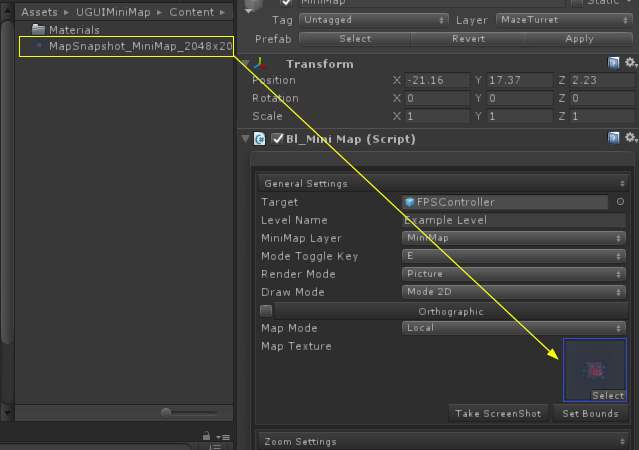 Assets ▸ UGUIMiniMap ▸ Content ▸
Materials
MapSnapshot_MiniMap_2048x20
MiniMap
Static
Tag Untagged Layer MazeTurret
Prefab Select Revert Apply
Transform
Position X -21.16 Y 17.37 Z 2.23
Rotation X 0 Y 0 Z 0
Scale X 1 Y 1 Z 1
Bl_Mini Map (Script)
General Settings
Target FPSController
Level Name Example Level
MiniMap Layer MiniMap
Mode Toggle Key E
Render Mode Picture
Draw Mode Mode 2D
Orthographic
Map Mode Local
Map Texture
Select
Take ScreenShot Set Bounds
Zoom Settings